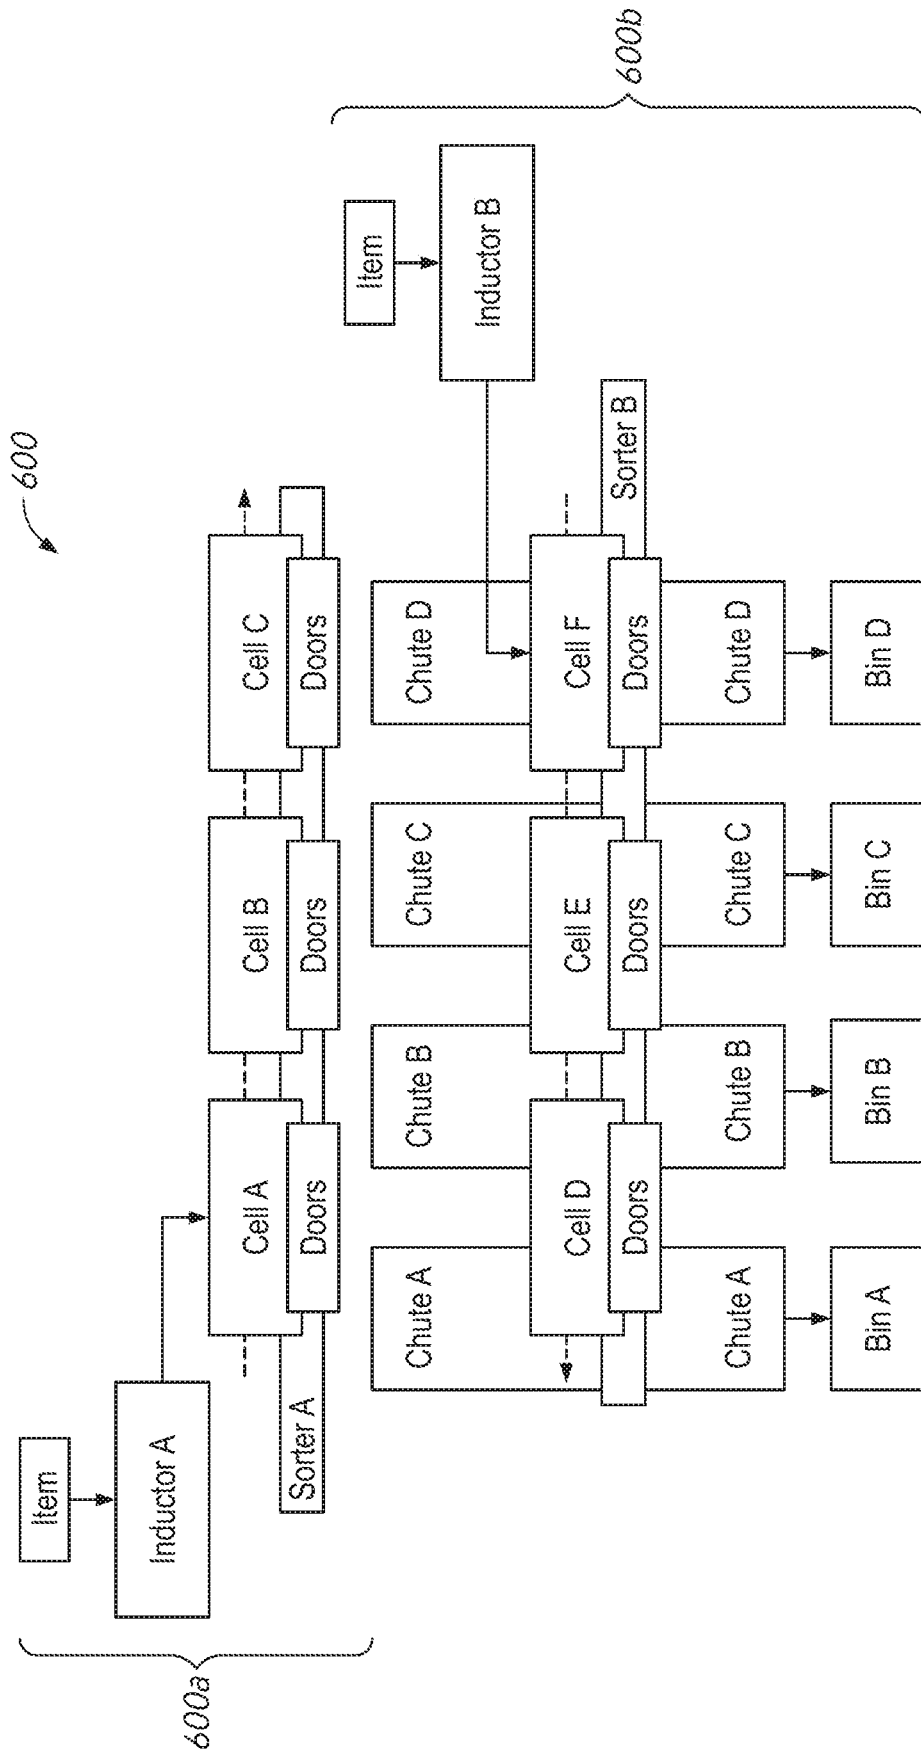 600
600a
Item
Inductor A
Cell A
Cell B
Cell C
Doors
Doors
Doors
Sorter A
600b
Item
Inductor B
Chute A
Chute B
Chute C
Chute D
Cell D
Cell E
Cell F
Doors
Doors
Doors
Sorter B
Chute A
Chute B
Chute C
Chute D
Bin A
Bin B
Bin C
Bin D